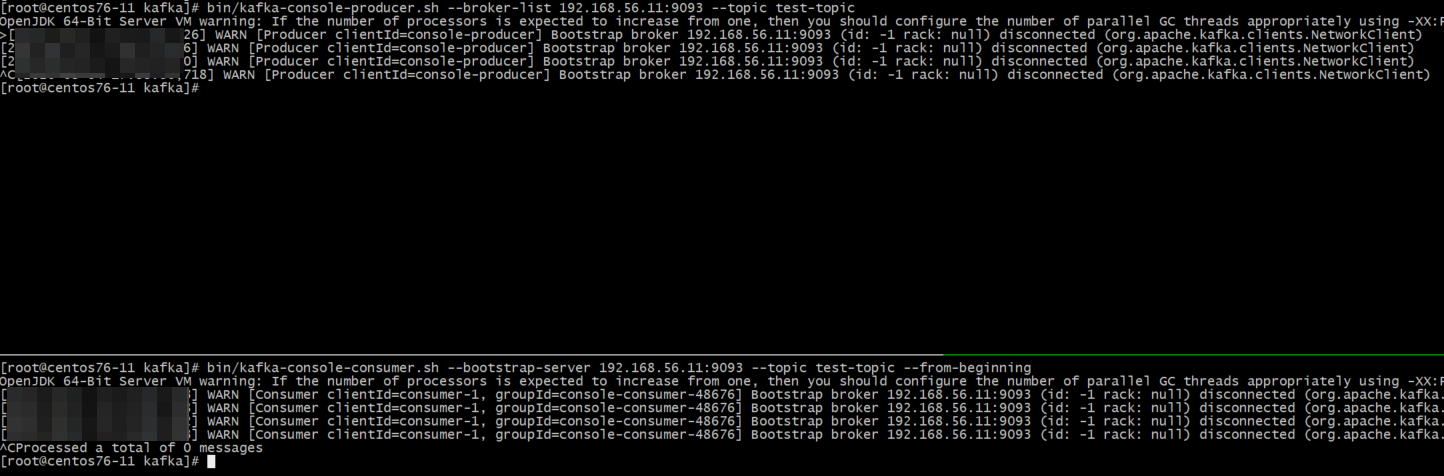 [root@centos76-11 kafka]# bin/kafka-console-producer.sh --broker-list 192.168.56.11:9093 --topic test-topic
OpenJDK 64-Bit Server VM warning: If the number of processors is expected to increase from one, then you should configure the number of parallel GC threads appropriately using -XX:P
>[26] WARN [Producer clientId=console-producer] Bootstrap broker 192.168.56.11:9093 (id: -1 rack: null) disconnected (org.apache.kafka.clients.NetworkClient)
[2 6] WARN [Producer clientId=console-producer] Bootstrap broker 192.168.56.11:9093 (id: -1 rack: null) disconnected (org.apache.kafka.clients.NetworkClient)
[2 0] WARN [Producer clientId=console-producer] Bootstrap broker 192.168.56.11:9093 (id: -1 rack: null) disconnected (org.apache.kafka.clients.NetworkClient)
^C[ ,718] WARN [Producer clientId=console-producer] Bootstrap broker 192.168.56.11:9093 (id: -1 rack: null) disconnected (org.apache.kafka.clients.NetworkClient)
[root@centos76-11 kafka]#
[root@centos76-11 kafka]# bin/kafka-console-consumer.sh --bootstrap-server 192.168.56.11:9093 --topic test-topic --from-beginning
OpenJDK 64-Bit Server VM warning: If the number of processors is expected to increase from one, then you should configure the number of parallel GC threads appropriately using -XX:P
[ ] WARN [Consumer clientId=consumer-1, groupId=console-consumer-48676] Bootstrap broker 192.168.56.11:9093 (id: -1 rack: null) disconnected (org.apache.kafka.
[ ] WARN [Consumer clientId=consumer-1, groupId=console-consumer-48676] Bootstrap broker 192.168.56.11:9093 (id: -1 rack: null) disconnected (org.apache.kafka.
[ ] WARN [Consumer clientId=consumer-1, groupId=console-consumer-48676] Bootstrap broker 192.168.56.11:9093 (id: -1 rack: null) disconnected (org.apache.kafka.
[ ] WARN [Consumer clientId=consumer-1, groupId=console-consumer-48676] Bootstrap broker 192.168.56.11:9093 (id: -1 rack: null) disconnected (org.apache.kafka.
^CProcessed a total of 0 messages
[root@centos76-11 kafka]#